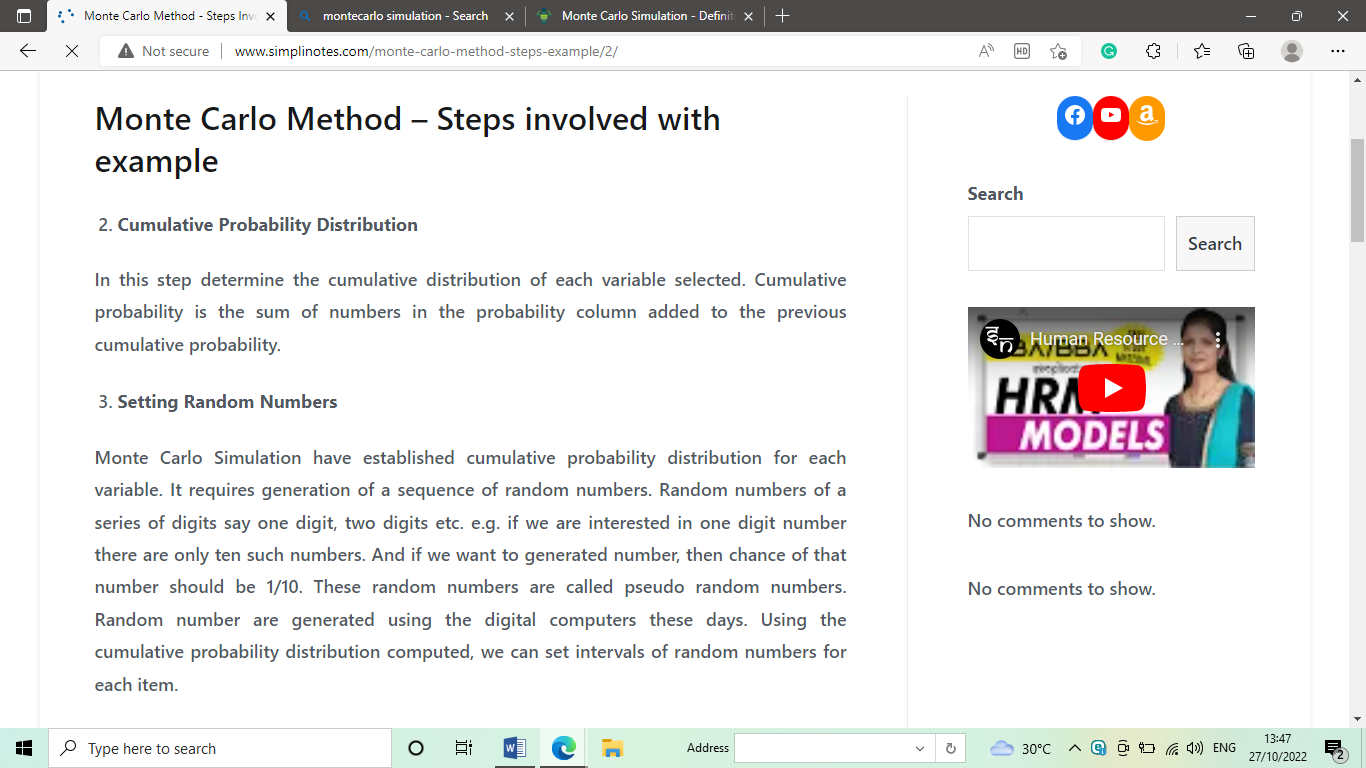 Monte Carlo Method - Steps Inv
montecarlo simulation - Search
Monte Carlo Simulation - Definit
Not secure
www.simplinotes.com/monte-carlo-method-steps-example/2/
HD
Monte Carlo Method – Steps involved with
example
2. Cumulative Probability Distribution
In this step determine the cumulative distribution of each variable selected. Cumulative
probability is the sum of numbers in the probability column added to the previous
cumulative probability.
3. Setting Random Numbers
Monte Carlo Simulation have established cumulative probability distribution for each
variable. It requires generation of a sequence of random numbers. Random numbers of a
series of digits say one digit, two digits etc. e.g. if we are interested in one digit number
there are only ten such numbers. And if we want to generated number, then chance of that
number should be 1/10. These random numbers are called pseudo random numbers.
Random number are generated using the digital computers these days. Using the
cumulative probability distribution computed, we can set intervals of random numbers for
each item.
Search
Search
Human Resource ...
BA/BBA
HRM
MODELS
No comments to show.
No comments to show.
Type here to search
Address
30°C
ENG
13:47
27/10/2022
2